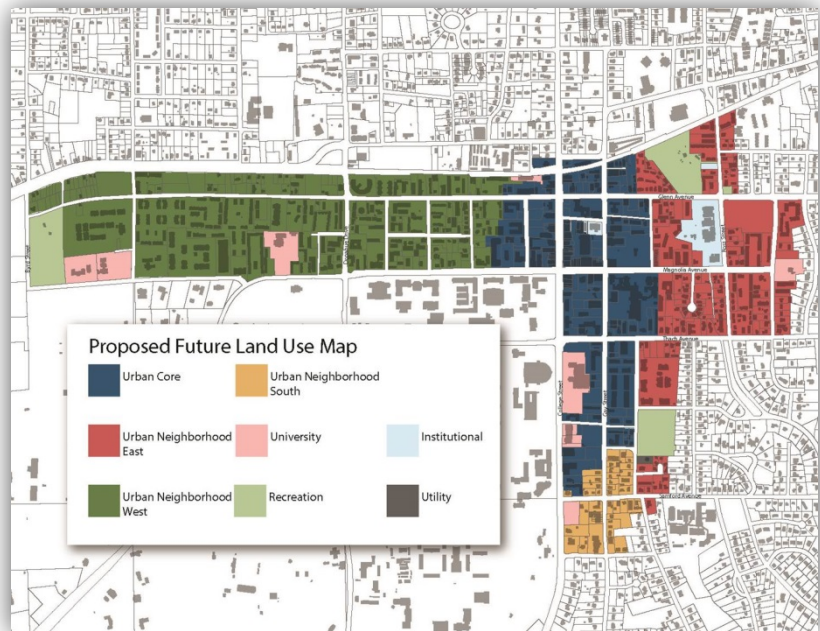 Glenn Avenue
Magnolia Avenue
Thach Avenue
College Street
Gay Street
Samford Avenue
Proposed Future Land Use Map
Urban Core
Urban Neighborhood
South
Urban Neighborhood
East
University
Institutional
Urban Neighborhood
West
Recreation
Utility